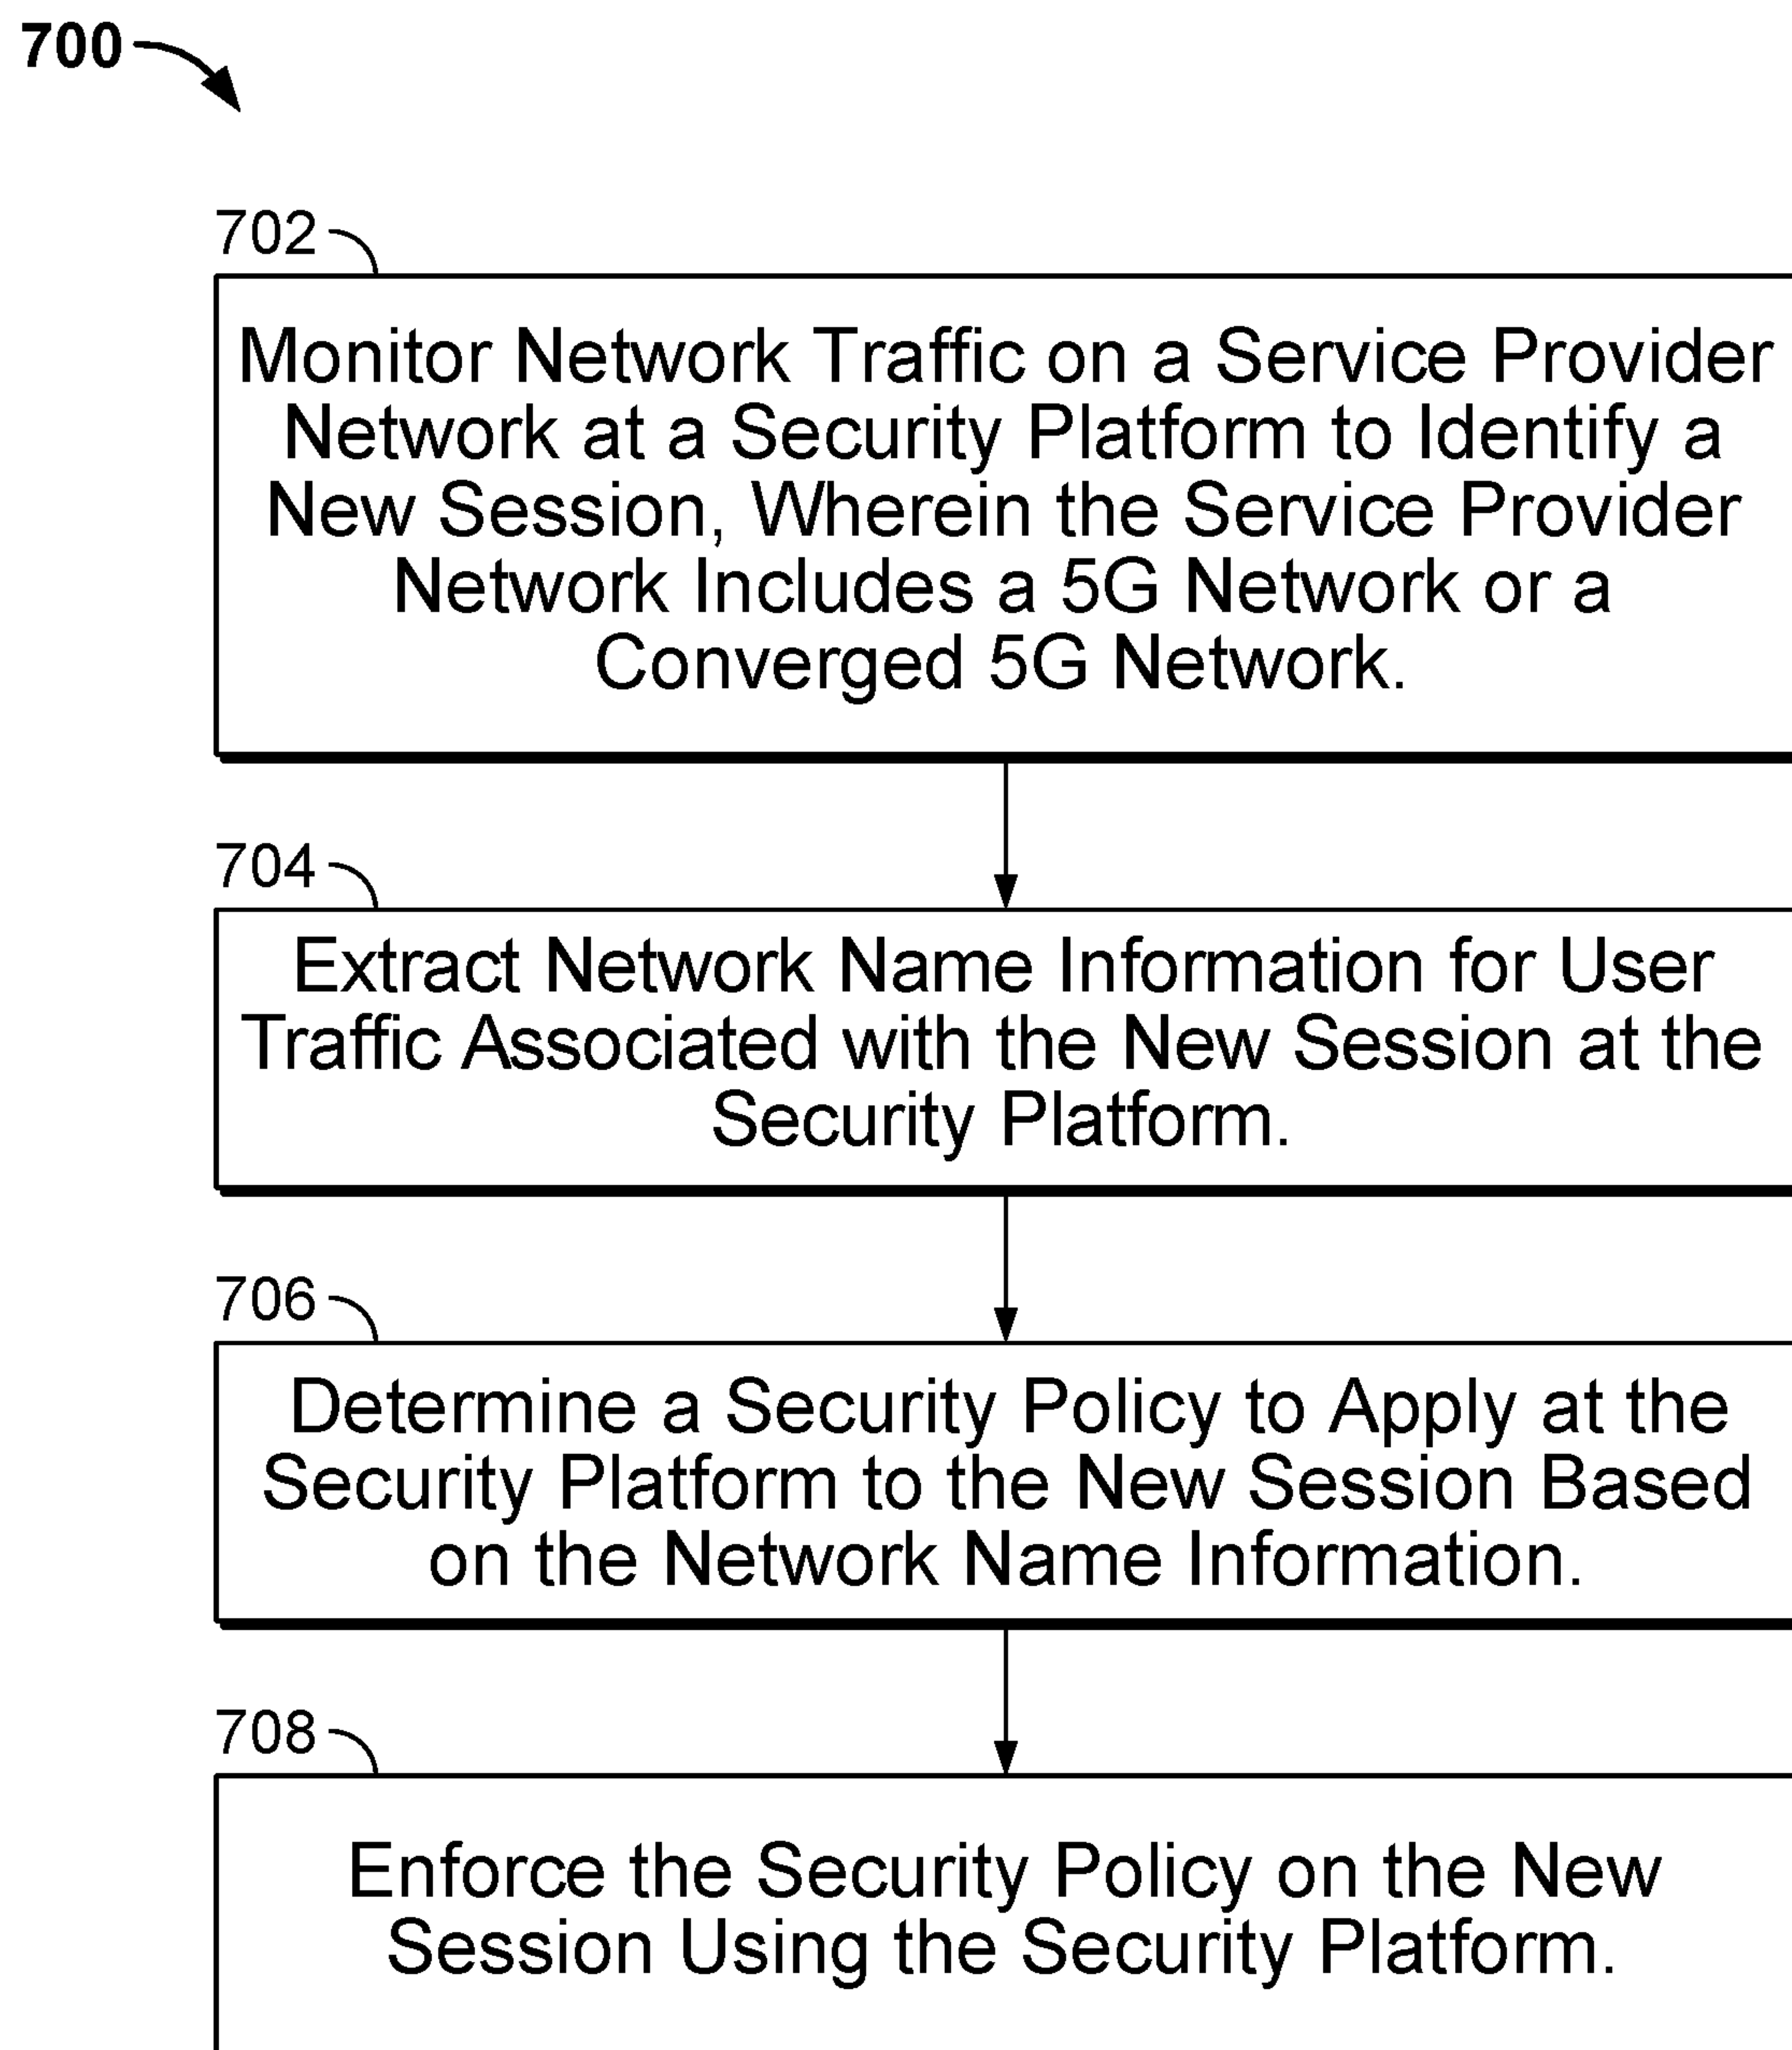 700
702
Monitor Network Traffic on a Service Provider
Network at a Security Platform to Identify a
New Session, Wherein the Service Provider
Network Includes a 5G Network or a
Converged 5G Network.
704
Extract Network Name Information for User
Traffic Associated with the New Session at the
Security Platform.
706
Determine a Security Policy to Apply at the
Security Platform to the New Session Based
on the Network Name Information.
708
Enforce the Security Policy on the New
Session Using the Security Platform.